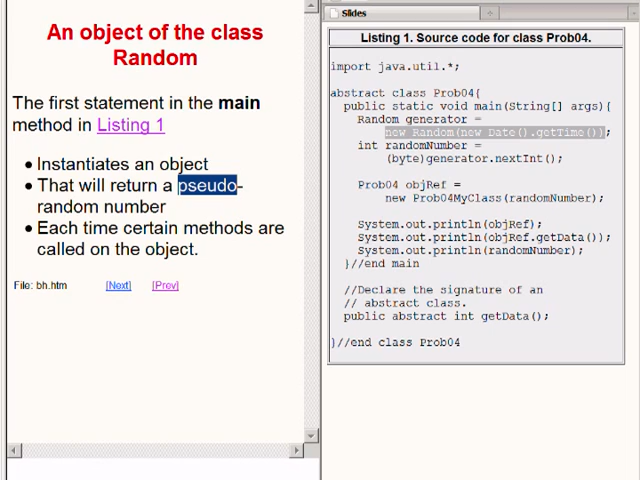 An object of the class
Random
The first statement in the main
method in Listing 1
• Instantiates an object
• That will return a pseudo-
random number
• Each time certain methods are
called on the object.
File: bh.htm [Next] [Prev]
Slides
Listing 1. Source code for class Prob04.
import java.util.*;
abstract class Prob04{
public static void main(String[] args){
Random generator =
new Random(new Date().getTime());
int randomNumber =
(byte)generator.nextInt();
Prob04 objRef =
new Prob04MyClass(randomNumber);
System.out.println(objRef);
System.out.println(objRef.getData());
System.out.println(randomNumber);
}//end main
//Declare the signature of an
// abstract class.
public abstract int getData();
}//end class Prob04